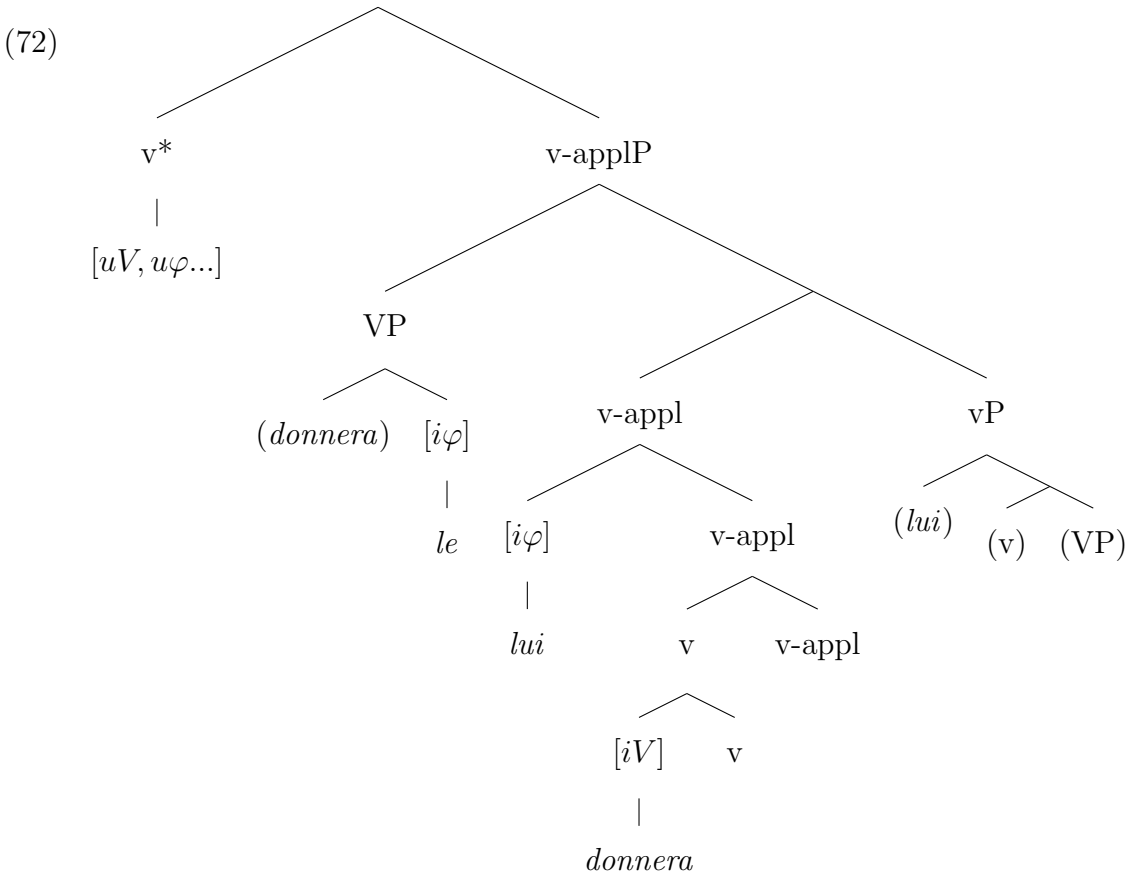 (72)
v* v-applP
|
[uV, uφ...]
VP
v-appl vP
(donnera) [iφ]
|
le [iφ] v-appl (lui) (v) (VP)
|
lui v v-appl
[iV] v
|
donnera